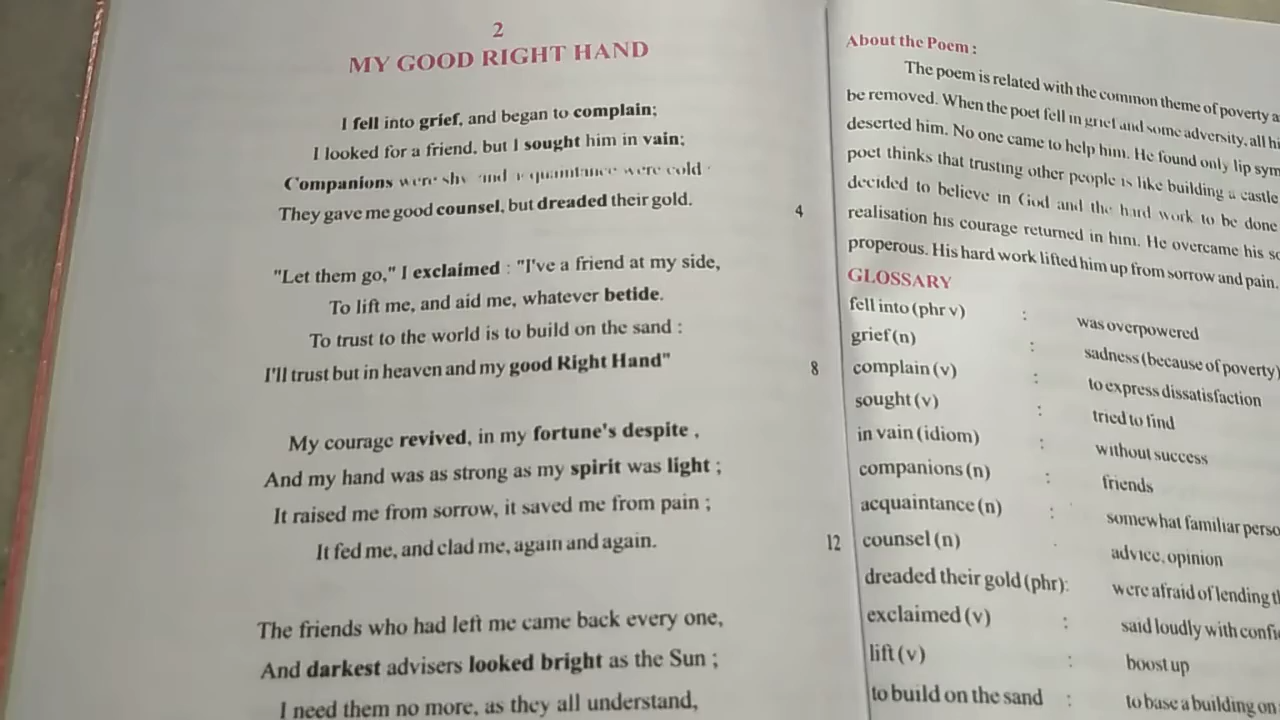 2
MY GOOD RIGHT HAND
I fell into grief, and began to complain;
I looked for a friend, but I sought him in vain;
Companions were shy and acquaintance were cold
They gave me good counsel, but dreaded their gold.
4
"Let them go," I exclaimed : "I've a friend at my side,
To lift me, and aid me, whatever betide.
To trust to the world is to build on the sand :
I'll trust but in heaven and my good Right Hand"
8
My courage revived, in my fortune's despite ,
And my hand was as strong as my spirit was light ;
It raised me from sorrow, it saved me from pain ;
It fed me, and clad me, again and again.
12
The friends who had left me came back every one,
And darkest advisers looked bright as the Sun ;
I need them no more, as they all understand,
About the Poem :
The poem is related with the common theme of poverty
be removed. When the poet fell in grief and some adversity, all
deserted him. No one came to help him. He found only lip
poet thinks that trusting other people is like building a castle
decided to believe in God and the hard work to be done
realisation his courage returned in him. He overcame his
properous. His hard work lifted him up from sorrow and pain.
GLOSSARY
fell into (phr v) : was overpowered
grief (n) : sadness (because of poverty)
complain (v) : to express dissatisfaction
sought (v) : tried to find
in vain (idiom) : without success
companions (n) : friends
acquaintance (n) : somewhat familiar
counsel (n) : advice, opinion
dreaded their gold (phr): were afraid of lending
exclaimed (v) : said loudly with
lift (v) : boost up
to build on the sand : to base a building on